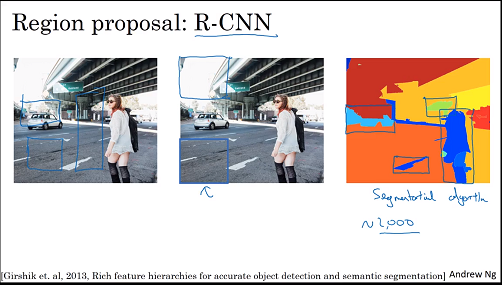 Region proposal: R-CNN
Segmentation algorithm
~2,000
[Girshik et. al, 2013, Rich feature hierarchies for accurate object detection and semantic segmentation] Andrew Ng